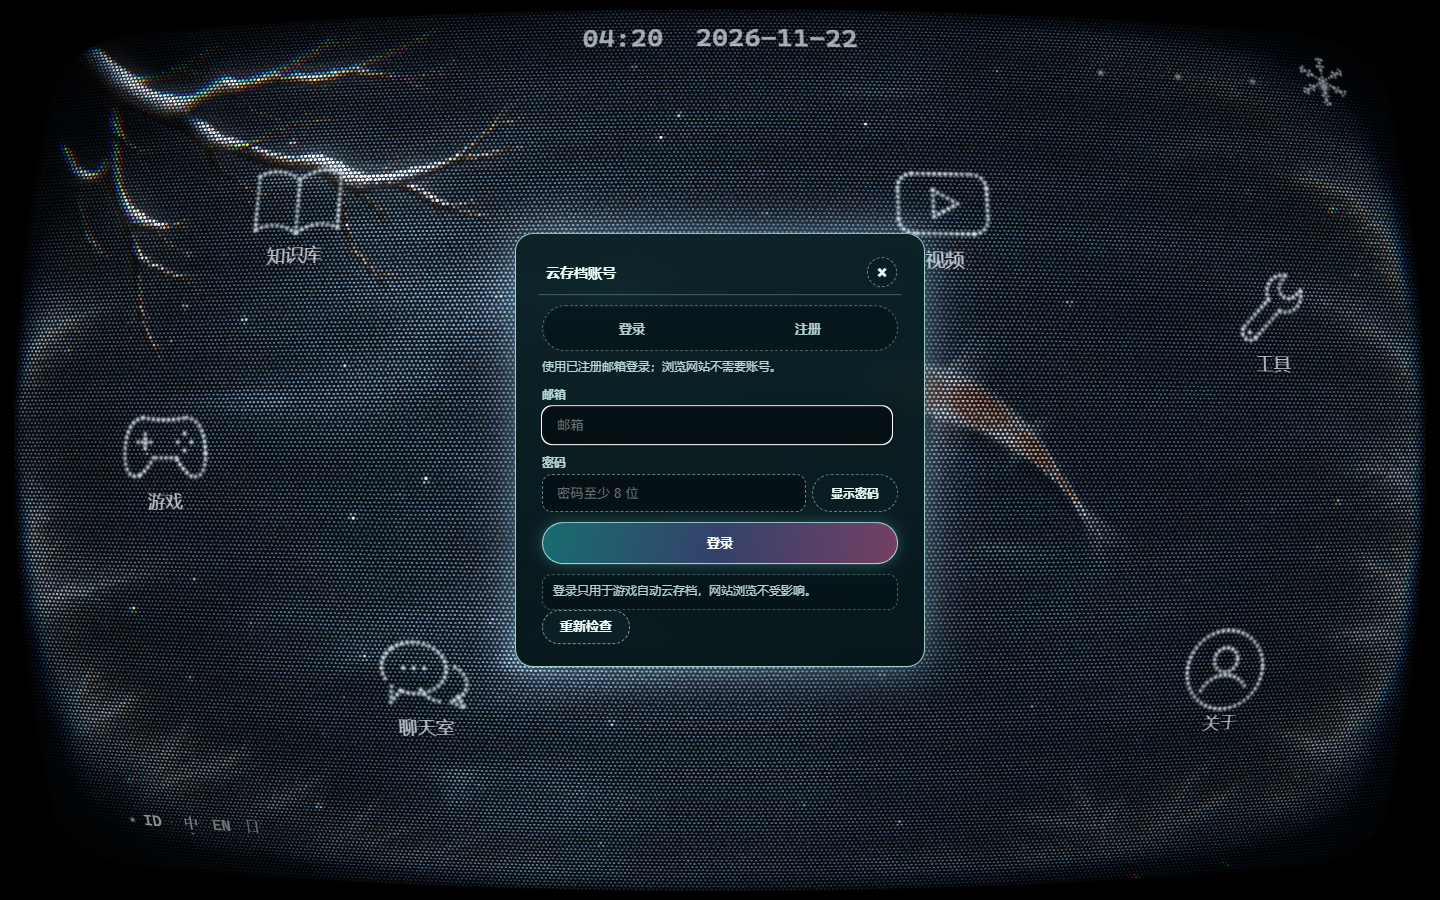 04:20 2026-11-22
知识库
视频
云存档账号
登录 注册
使用已注册邮箱登录；浏览网站不需要账号。
邮箱
邮箱
密码
密码至少 8 位 显示密码
登录
登录只用于游戏自动云存档，网站浏览不受影响。
重新检查
工具
游戏
聊天室
关于
• ID 中 EN 日